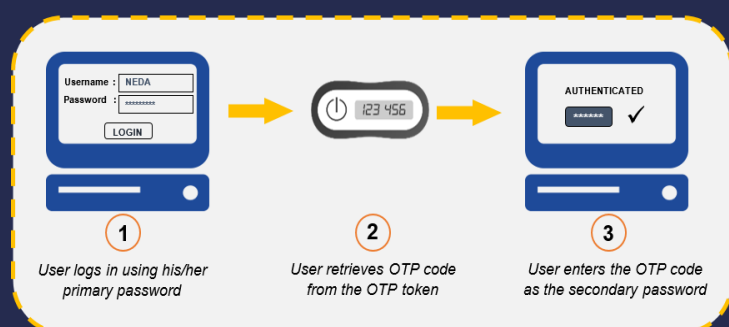 Username : NEDA
Password : *********
LOGIN
123 456
AUTHENTICATED
******
1
User logs in using his/her
primary password
2
User retrieves OTP code
from the OTP token
3
User enters the OTP code
as the secondary password